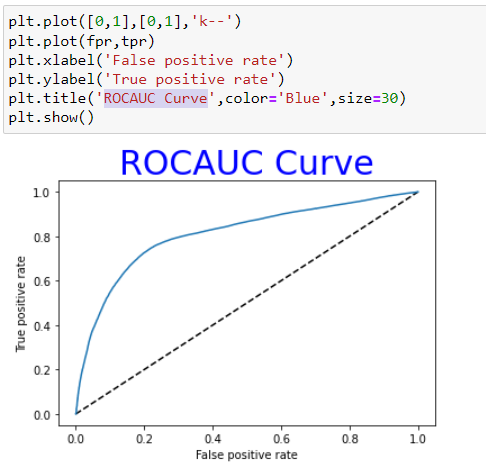 plt.plot([0,1],[0,1],'k--')
plt.plot(fpr,tpr)
plt.xlabel('False positive rate')
plt.ylabel('True positive rate')
plt.title('ROCAUC Curve',color='Blue',size=30)
plt.show()
ROCAUC Curve
1.0
0.8
0.6
0.4
0.2
0.0
True positive rate
0.0 0.2 0.4 0.6 0.8 1.0
False positive rate